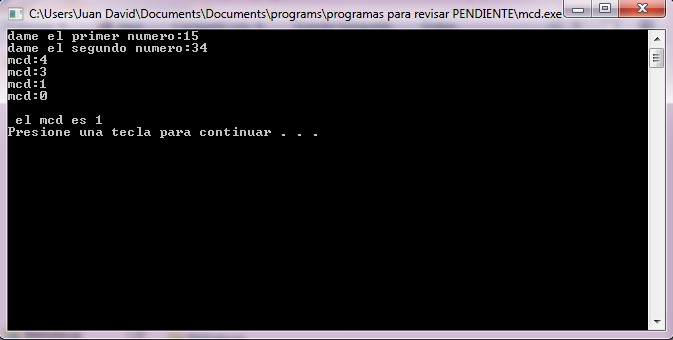 C:\Users\Juan David\Documents\Documents\programs\programas para revisar PENDIENTE\mcd.exe
dame el primer numero:15
dame el segundo numero:34
mcd:4
mcd:3
mcd:1
mcd:0
el mcd es 1
Presione una tecla para continuar . . .